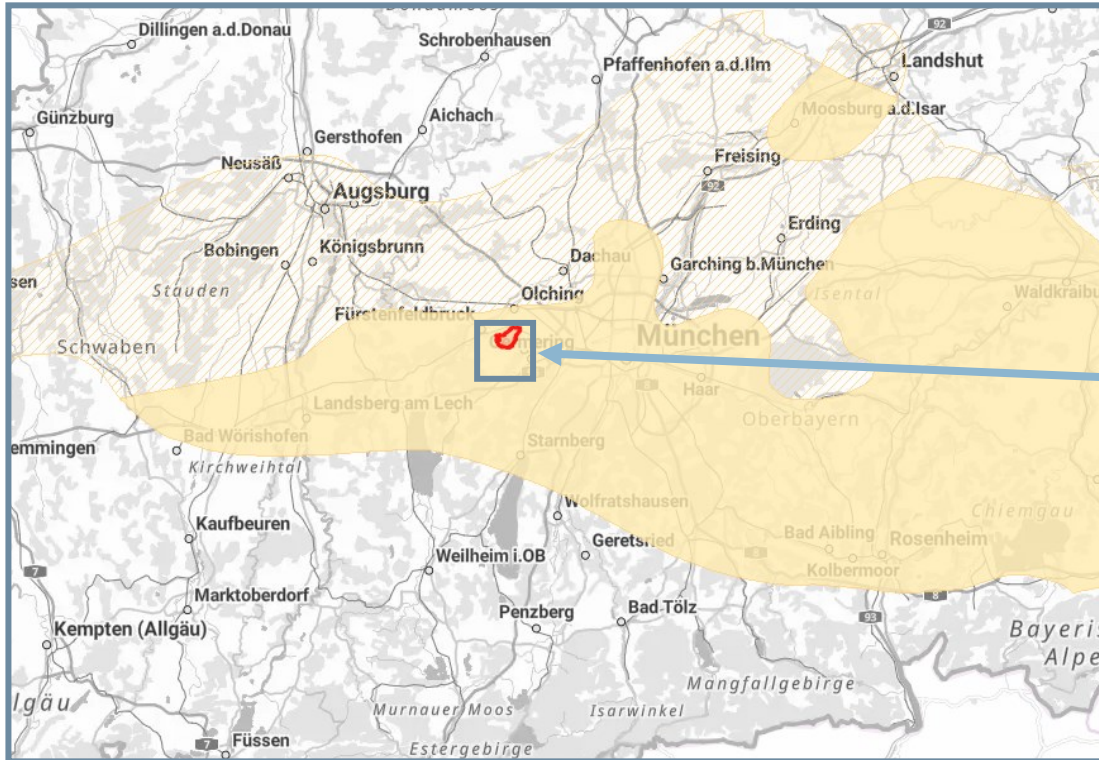 Donaumoos
Dillingen a.d.Donau
92
Schrobenhausen
Landshut
Pfaffenhofen a.d.Ilm
Günzburg
Aichach
Moosburg a.d.Isar
Gersthofen
Neusäß
Freising
92
Augsburg
Erding
Bobingen
Königsbrunn
Dachau
Garching b.München
sen
Stauden
Isental
Olching
Waldkraibu
Fürstenfeldbruck
Schwaben
München
Haar
Landsberg am Lech
Oberbayern
Bad Wörishofen
emmingen
Starnberg
Kirchweihtal
Wolfratshausen
Chiemgau
Kaufbeuren
Bad Aibling
Geretsried
Rosenheim
Weilheim i.OB
Kolbermoor
7
8
8
Marktoberdorf
Penzberg
Bad Tölz
93
Kempten (Allgäu)
Bayeris
Alpe
Mangfallgebirge
lgäu
Murnauer Moos
Isarwinkel
7
Füssen
Estergebirge